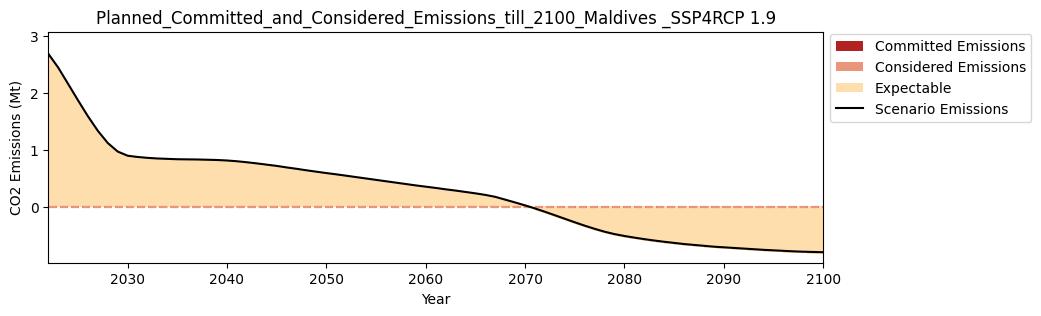 Planned_Committed_and_Considered_Emissions_till_2100_Maldives _SSP4RCP 1.9
3
2
1
0
CO2 Emissions (Mt)
2030 2040 2050 2060 2070 2080 2090 2100
Year
Committed Emissions
Considered Emissions
Expectable
Scenario Emissions